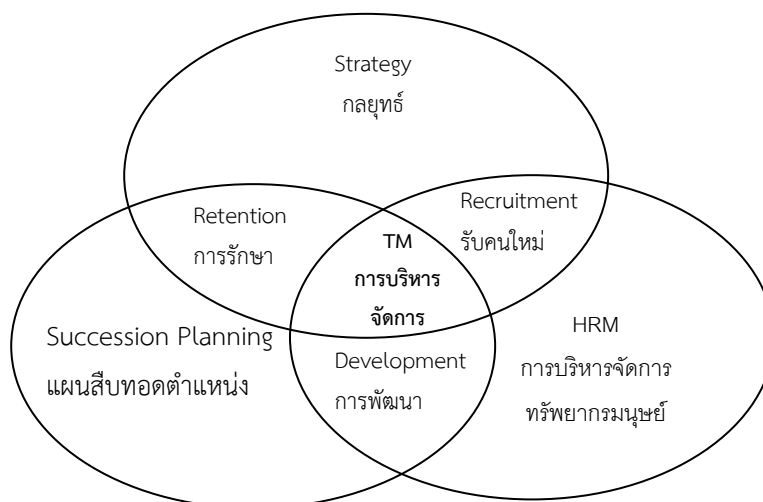 Strategy
กลยุทธ์
Retention
การรักษา
Recruitment
รับคนใหม่
TM
การบริหาร
จัดการ
Succession Planning
แผนสืบทอดตำแหน่ง
Development
การพัฒนา
HRM
การบริหารจัดการ
ทรัพยากรมนุษย์